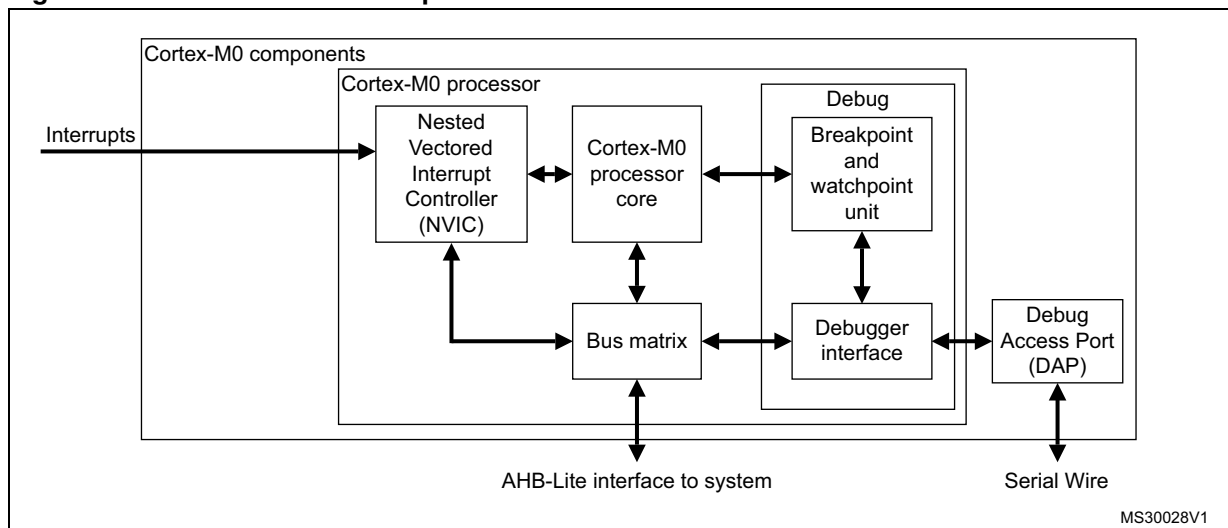 Cortex-M0 components
Cortex-M0 processor
Debug
Interrupts
Nested
Vectored
Interrupt
Controller
(NVIC)
Cortex-M0
processor
core
Breakpoint
and
watchpoint
unit
Bus matrix
Debugger
interface
Debug
Access Port
(DAP)
AHB-Lite interface to system
Serial Wire
MS30028V1